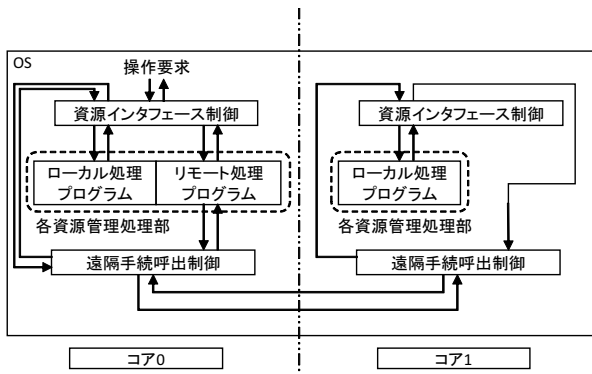 OS
操作要求
資源インタフェース制御
ローカル処理
プログラム
リモート処理
プログラム
各資源管理処理部
遠隔手続呼出制御
資源インタフェース制御
ローカル処理
プログラム
各資源管理処理部
遠隔手続呼出制御
コア0
コア1